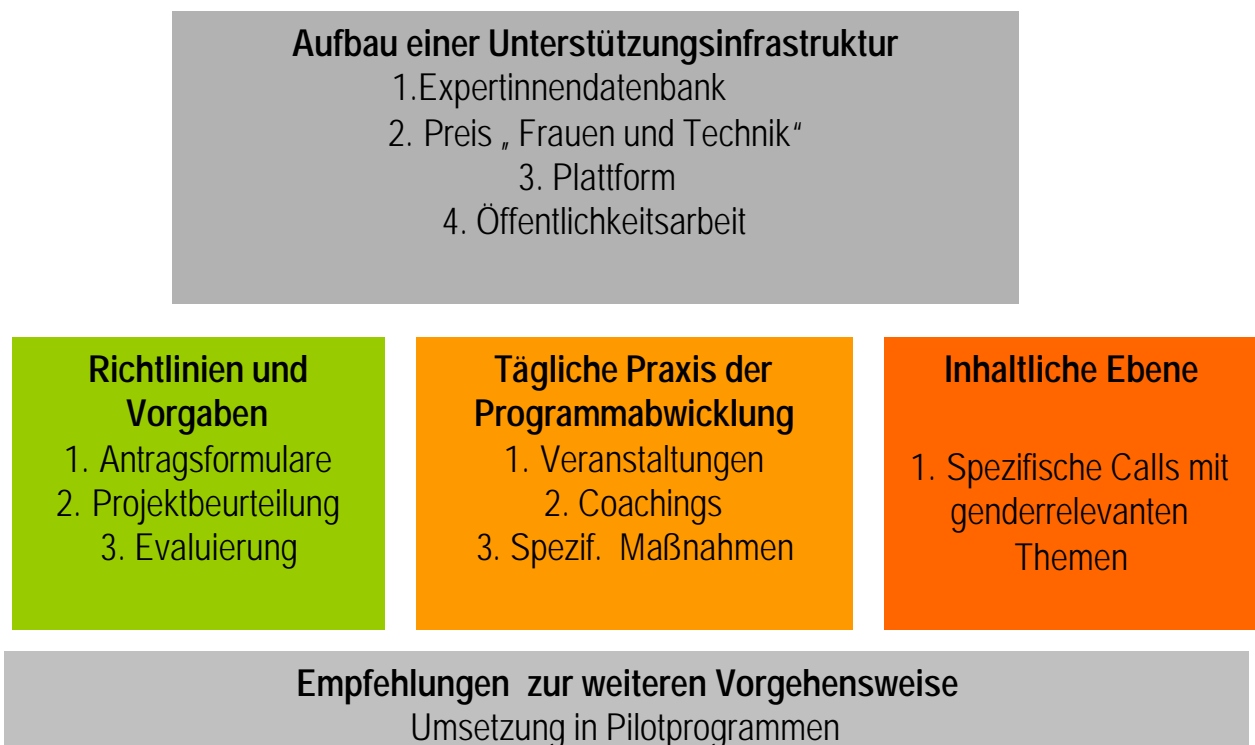 Aufbau einer Unterstützungsinfrastruktur
1.Expertinnendatenbank
2. Preis „ Frauen und Technik“
3. Plattform
4. Öffentlichkeitsarbeit
Richtlinien und
Vorgaben
1. Antragsformulare
2. Projektbeurteilung
3. Evaluierung
Tägliche Praxis der
Programmabwicklung
1. Veranstaltungen
2. Coachings
3. Spezif. Maßnahmen
Inhaltliche Ebene
1. Spezifische Calls mit
genderrelevanten
Themen
Empfehlungen zur weiteren Vorgehensweise
Umsetzung in Pilotprogrammen